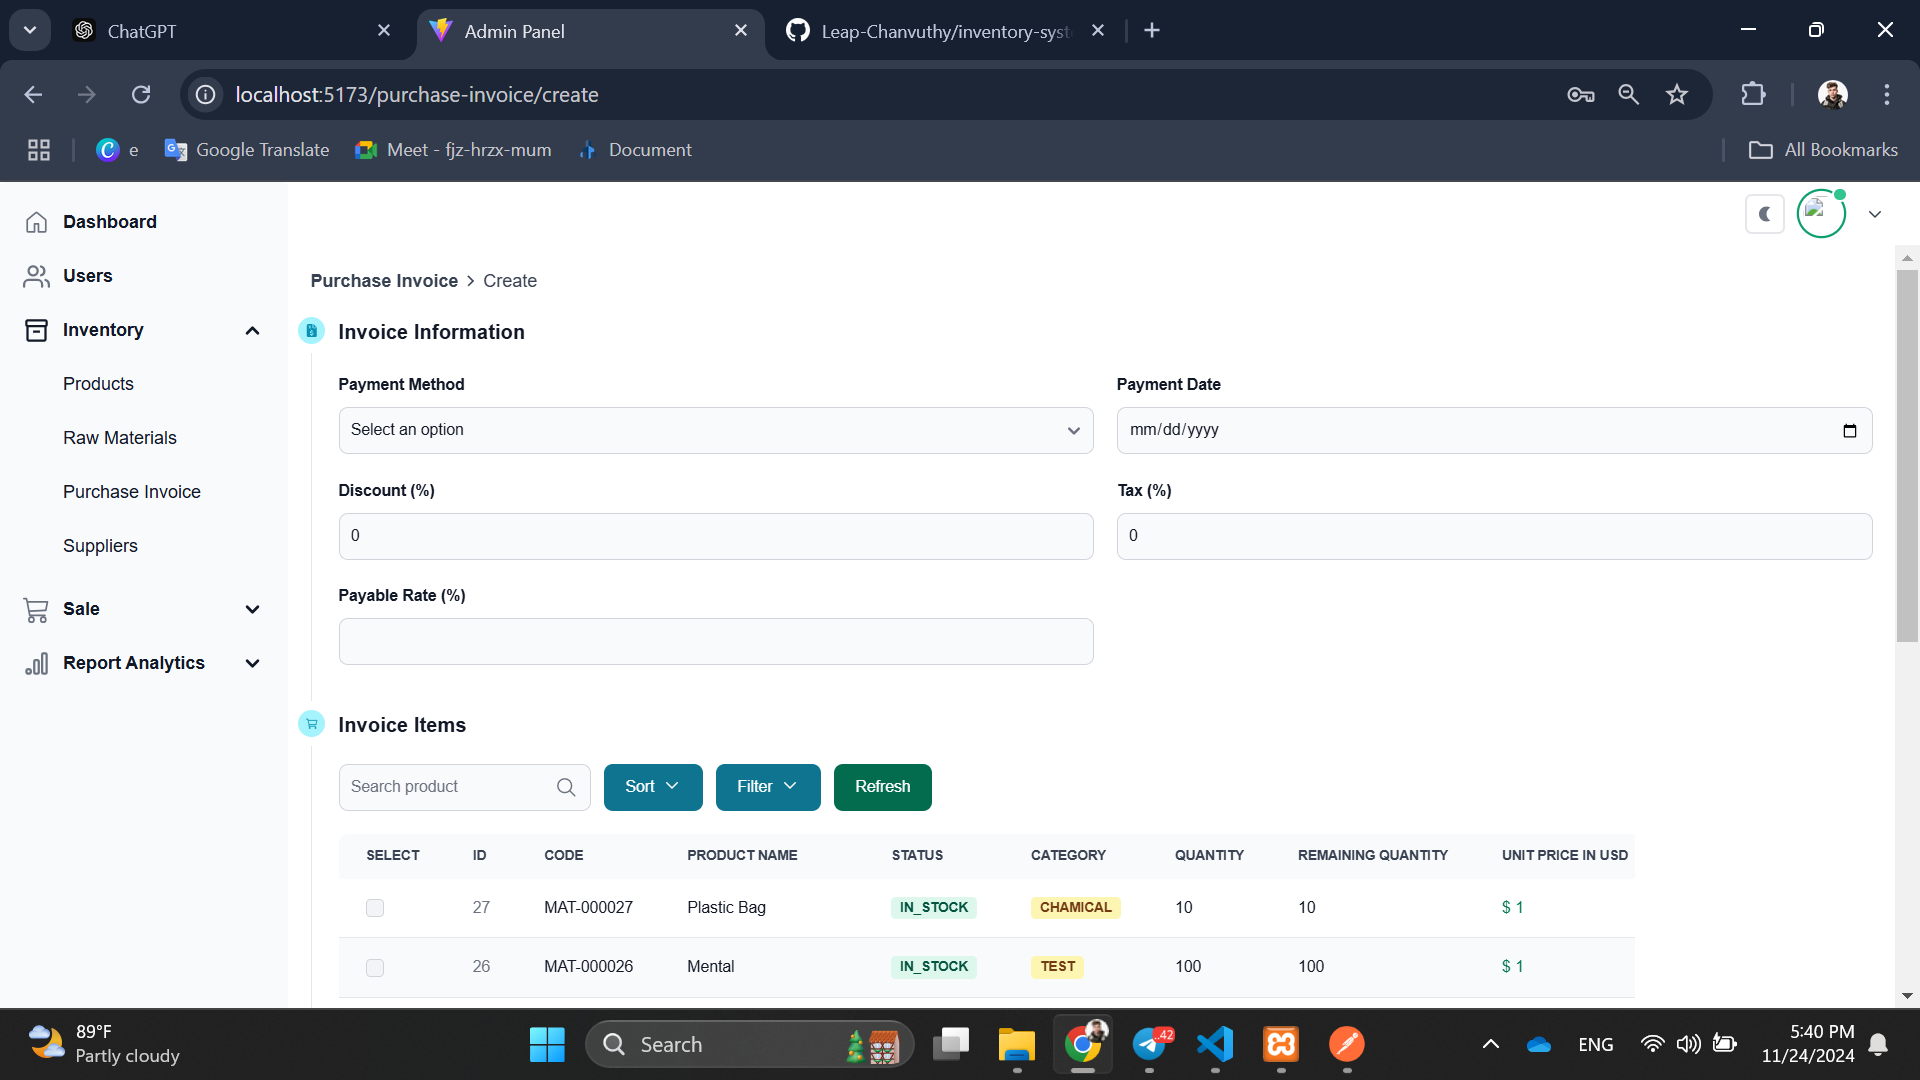 ChatGPT
Admin Panel
Leap-Chanvuthy/inventory-syst
localhost:5173/purchase-invoice/create
e
Google Translate
Meet - fjz-hrzx-mum
Document
All Bookmarks
Dashboard
Users
Inventory
Products
Raw Materials
Purchase Invoice
Suppliers
Sale
Report Analytics
Purchase Invoice > Create
Invoice Information
Payment Method
Payment Date
Select an option
mm/dd/yyyy
Discount (%)
Tax (%)
0
0
Payable Rate (%)
Invoice Items
Search product
Sort
Filter
Refresh
SELECT ID CODE PRODUCT NAME STATUS CATEGORY QUANTITY REMAINING QUANTITY UNIT PRICE IN USD
27 MAT-000027 Plastic Bag IN_STOCK CHAMICAL 10 10 $ 1
26 MAT-000026 Mental IN_STOCK TEST 100 100 $ 1
89°F
Partly cloudy
Search
..42
ENG
5:40 PM
11/24/2024